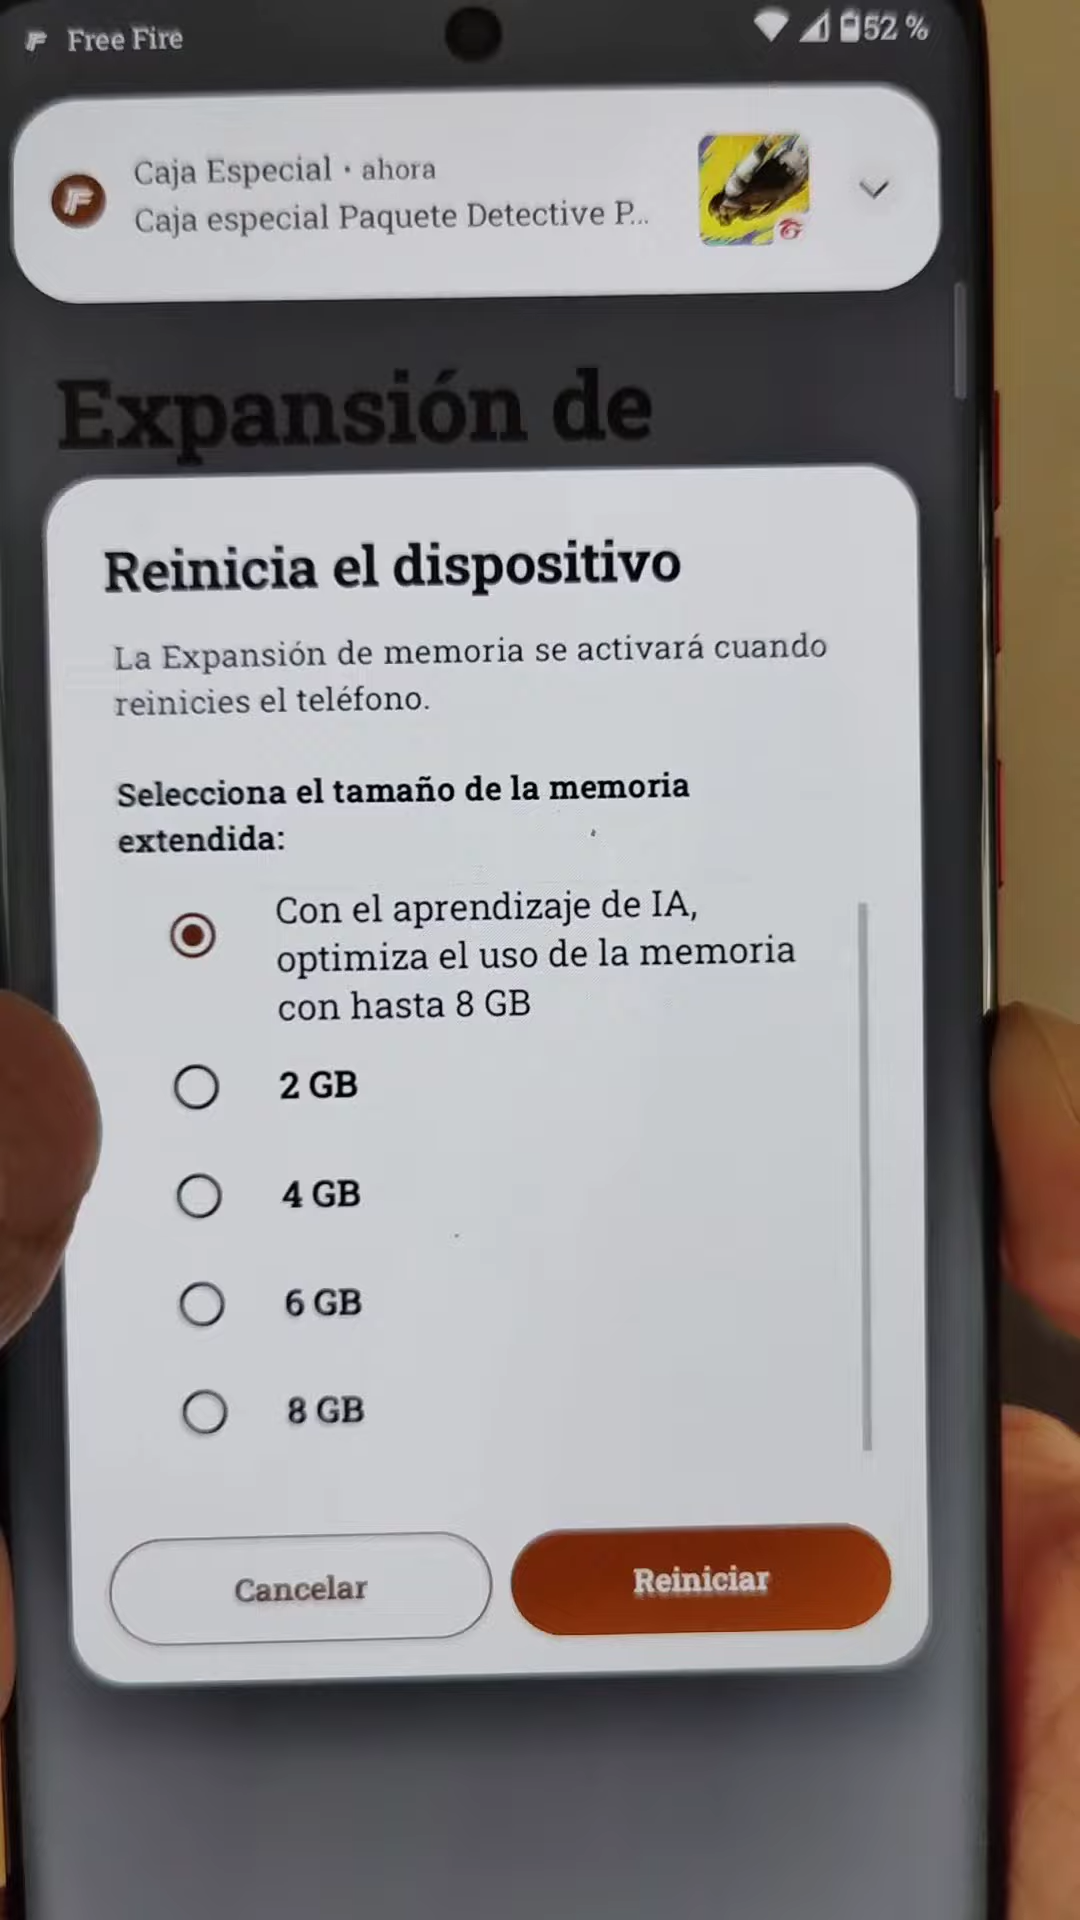 Free Fire
52 %
Caja Especial · ahora
Caja especial Paquete Detective P...
Expansión de
Reinicia el dispositivo
La Expansión de memoria se activará cuando
reinicies el teléfono.
Selecciona el tamaño de la memoria
extendida:
Con el aprendizaje de IA,
optimiza el uso de la memoria
con hasta 8 GB
2 GB
4 GB
6 GB
8 GB
Cancelar
Reiniciar